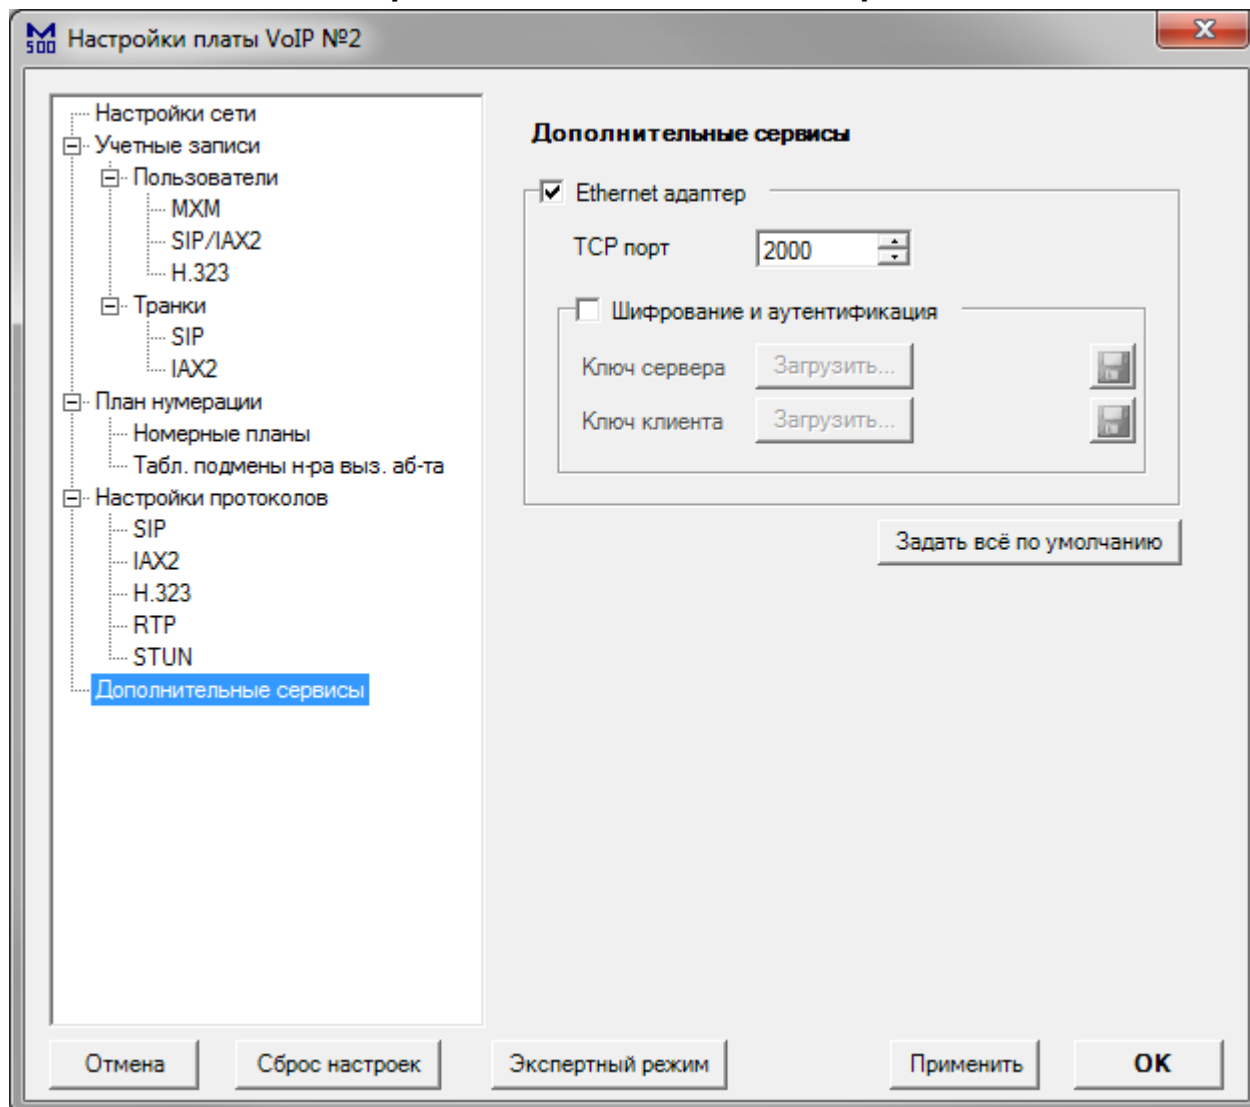 M 500 Настройки платы VoIP №2
Настройки сети
Учетные записи
Пользователи
MXM
SIP/IAX2
H.323
Транки
SIP
IAX2
План нумерации
Номерные планы
Табл. подмены н-ра выз. аб-та
Настройки протоколов
SIP
IAX2
H.323
RTP
STUN
Дополнительные сервисы
Дополнительные сервисы
Ethernet адаптер
TCP порт 2000
Шифрование и аутентификация
Ключ сервера Загрузить...
Ключ клиента Загрузить...
Задать всё по умолчанию
Отмена Сброс настроек Экспертный режим Применить OK